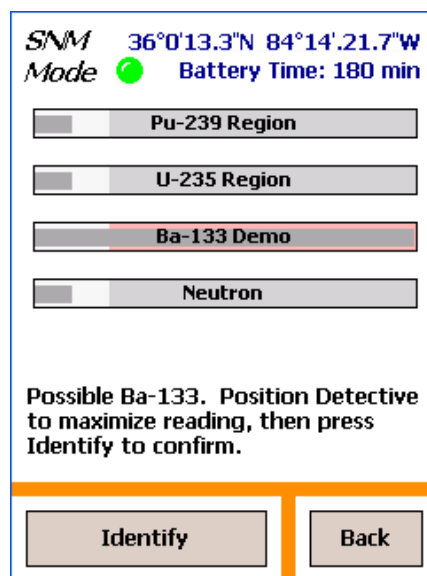 SNM 36°0'13.3"N 84°14'.21.7"W
Mode Battery Time: 180 min
Pu-239 Region
U-235 Region
Ba-133 Demo
Neutron
Possible Ba-133. Position Detective
to maximize reading, then press
Identify to confirm.
Identify Back